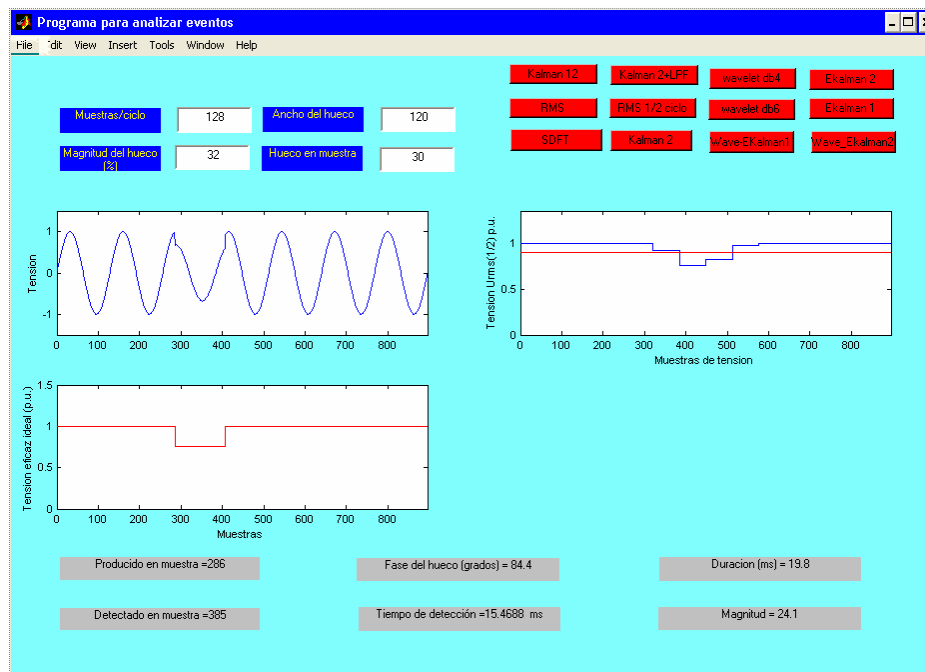 Programa para analizar eventos
File Edit View Insert Tools Window Help
Kalman 12
Kalman 2+LPF
wavelet db4
Ekalman 2
Muestras/ciclo
128
Ancho del hueco
120
RMS
RMS 1/2 ciclo
wavelet db6
Ekalman 1
Magnitud del hueco
(%)
32
Hueco en muestra
30
SDFT
Kalman 2
Wave-EKalman1
Wave_EKalman2
Tension
1
0
-1
0 100 200 300 400 500 600 700 800
Tension Urms(1/2) p.u.
1
0.5
0
0 100 200 300 400 500 600 700 800
Muestras de tension
Tension eficaz ideal (p.u.)
1.5
1
0.5
0
0 100 200 300 400 500 600 700 800
Muestras
Producido en muestra =286
Fase del hueco (grados) = 84.4
Duracion (ms) = 19.8
Detectado en muestra =385
Tiempo de detección =15.4688 ms
Magnitud = 24.1